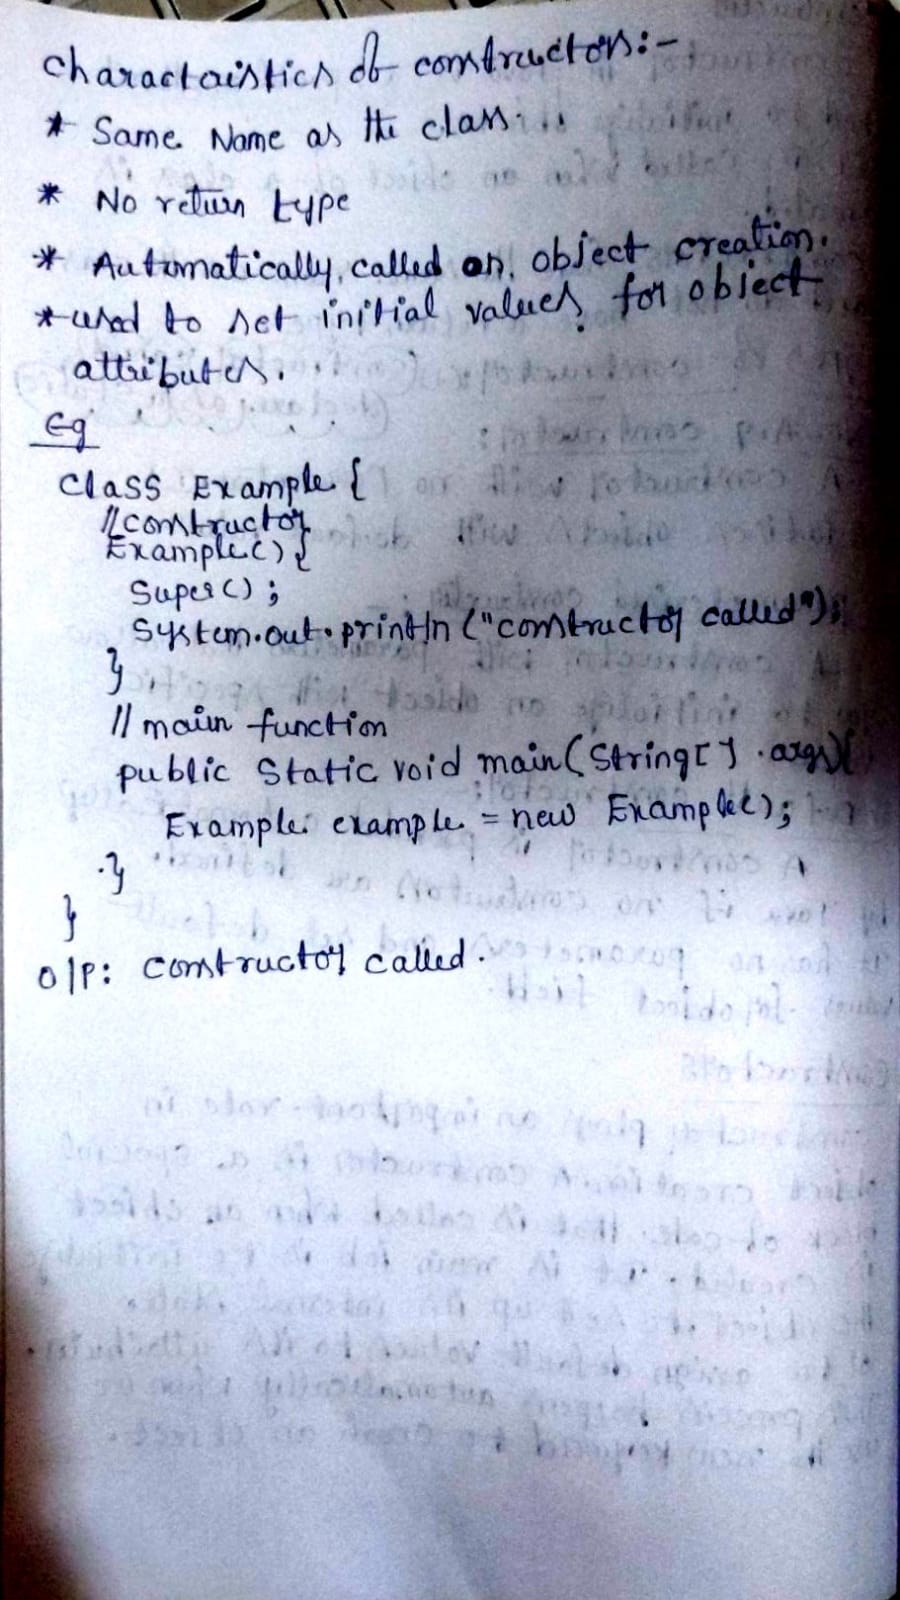 Characteristics of constructors:-
* Same Name as the class.
* No return type
* Automatically called on object creation.
* used to set initial values for object
attributes.
Eg
Class Example {
// constructor
Example() {
Super();
System.out.println ("constructor called");
}
// main function
public Static void main(String[] args){
Example example = new Example();
}
}
O/P: constructor called.